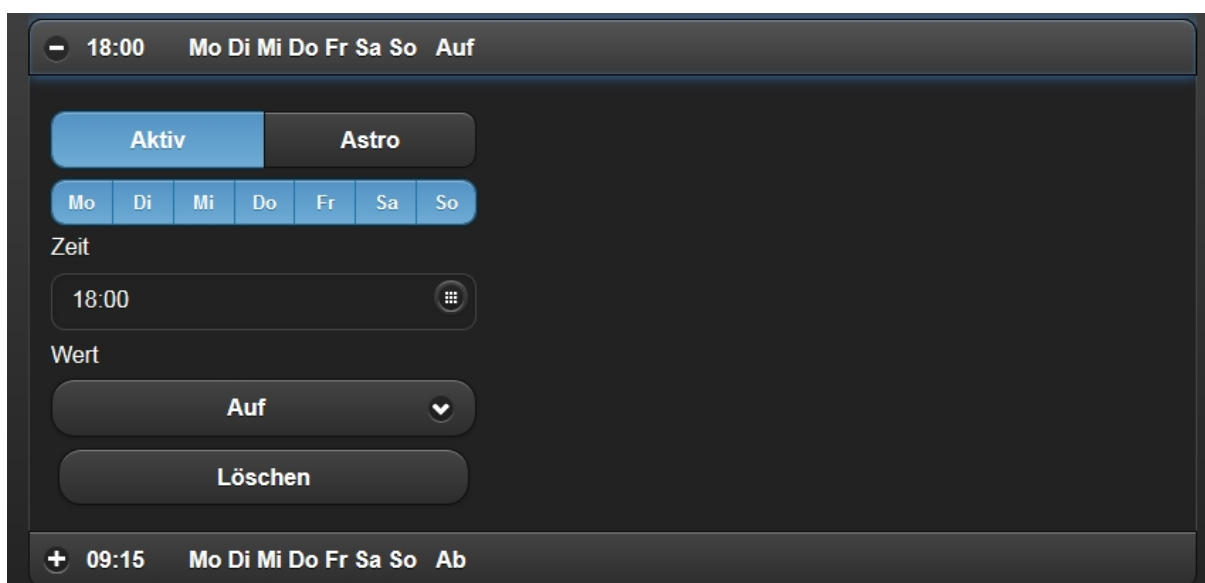 18:00 Mo Di Mi Do Fr Sa So Auf
Aktiv Astro
Mo Di Mi Do Fr Sa So
Zeit
18:00
Wert
Auf
Löschen
09:15 Mo Di Mi Do Fr Sa So Ab